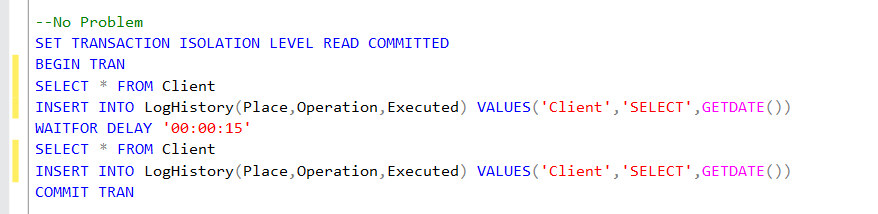 --No Problem
SET TRANSACTION ISOLATION LEVEL READ COMMITTED
BEGIN TRAN
SELECT * FROM Client
INSERT INTO LogHistory(Place,Operation,Executed) VALUES('Client','SELECT',GETDATE())
WAITFOR DELAY '00:00:15'
SELECT * FROM Client
INSERT INTO LogHistory(Place,Operation,Executed) VALUES('Client','SELECT',GETDATE())
COMMIT TRAN